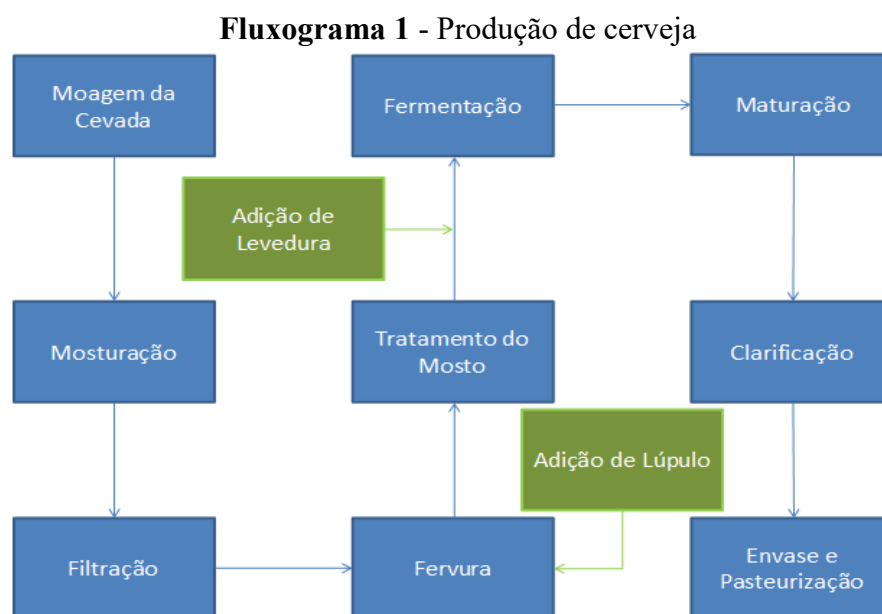 Fluxograma 1 - Produção de cerveja
Moagem da
Cevada
Fermentação
Maturação
Adição de
Levedura
Mosturação
Tratamento do
Mosto
Clarificação
Adição de Lúpulo
Filtração
Fervura
Envase e
Pasteurização